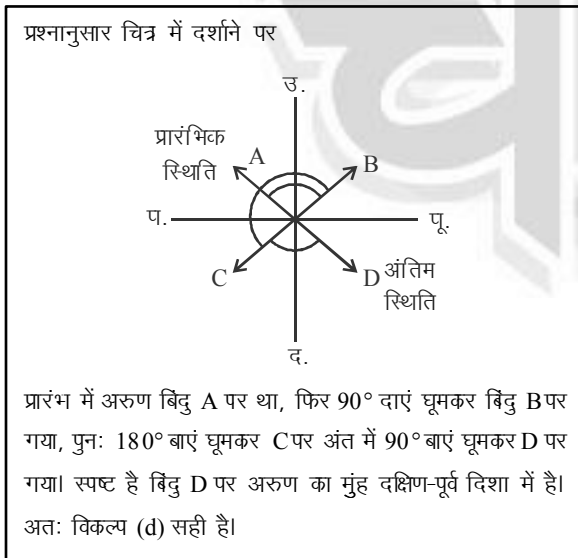 प्रश्नानुसार चित्र में दर्शाने पर
उ.
प्रारंभिक
स्थिति
A
B
प.
पू.
C
D
अंतिम
स्थिति
द.
प्रारंभ में अरुण बिंदु A पर था, फिर 90° दाएं घूमकर बिंदु B पर
गया, पुनः 180° बाएं घूमकर C पर अंत में 90° बाएं घूमकर D पर
गया। स्पष्ट है बिंदु D पर अरुण का मुंह दक्षिण-पूर्व दिशा में है।
अतः विकल्प (d) सही है।